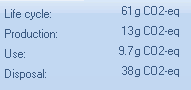 Life cycle: 61g CO2-eq
Production: 13g CO2-eq
Use: 9.7g CO2-eq
Disposal: 38g CO2-eq